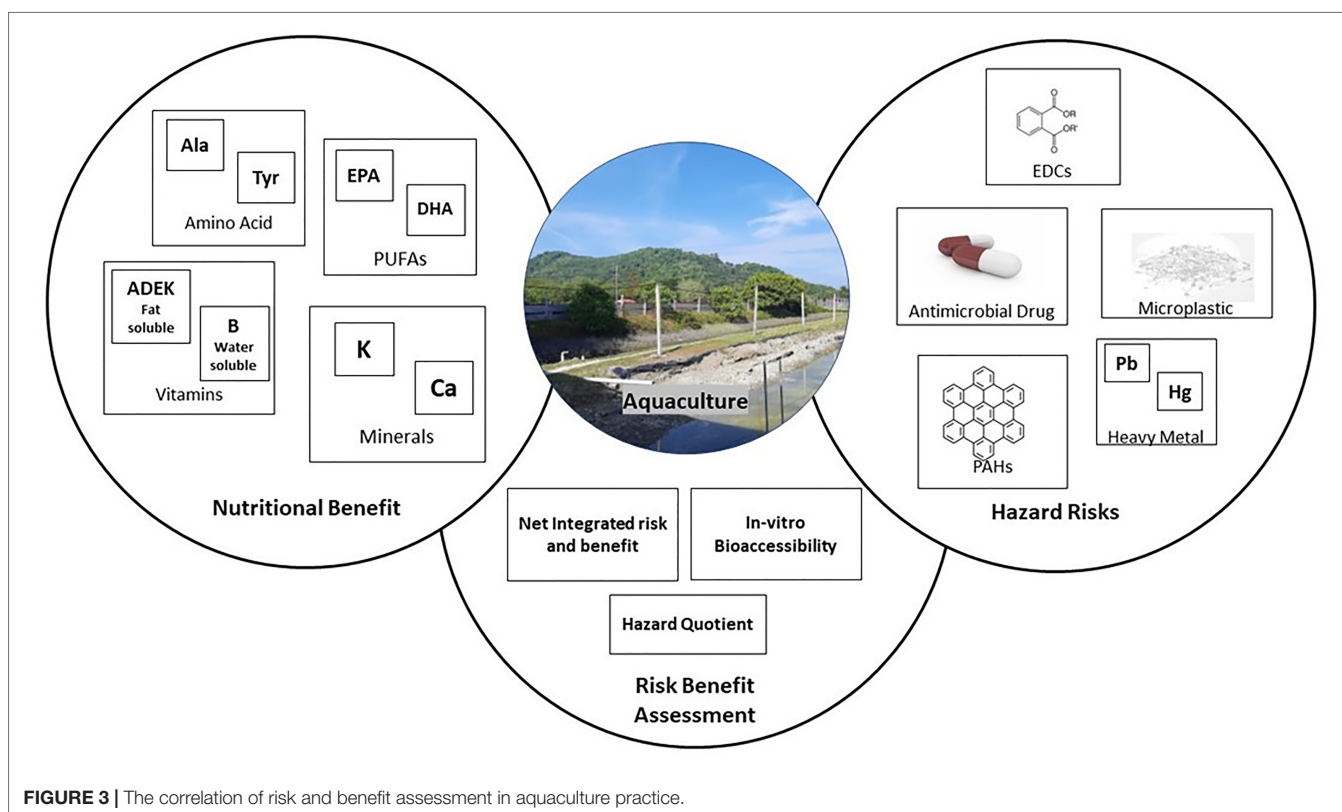 Ala
Tyr
Amino Acid
EPA
DHA
PUFAs
ADEK
Fat
soluble
B
Water
soluble
Vitamins
K
Ca
Minerals
Nutritional Benefit
Aquaculture
O
OR
OR'
O
EDCs
Antimicrobial Drug
Microplastic
PAHs
Pb
Hg
Heavy Metal
Hazard Risks
Net Integrated risk
and benefit
In-vitro
Bioaccessibility
Hazard Quotient
Risk Benefit
Assessment
FIGURE 3 | The correlation of risk and benefit assessment in aquaculture practice.